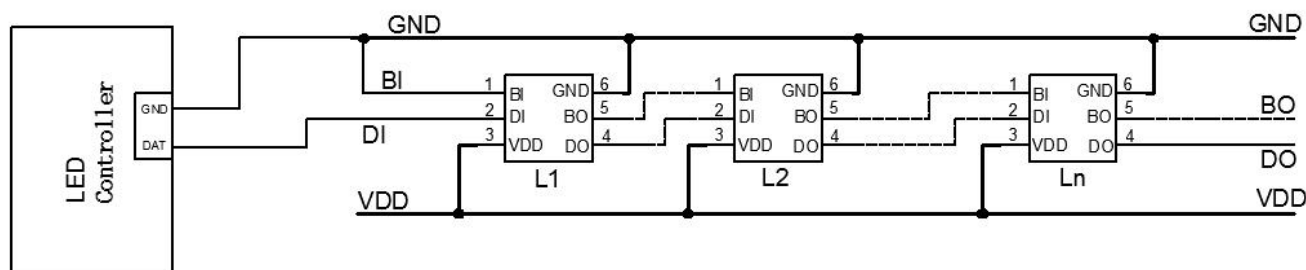 GND GND
BI
1 BI GND 6
2 DI BO 5
3 VDD DO 4
1 BI GND 6
2 DI BO 5
3 VDD DO 4
1 BI GND 6
2 DI BO 5
3 VDD DO 4
GND
DAT
LED
Controller
DI
BO
DO
L1 L2 Ln
VDD VDD